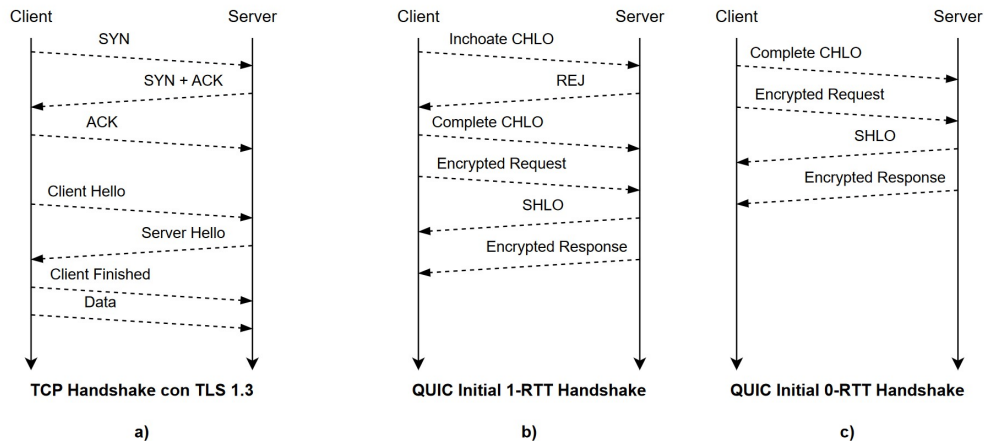 Client
Server
SYN
SYN + ACK
ACK
Client Hello
Server Hello
Client Finished
Data
TCP Handshake con TLS 1.3
a)
Client
Server
Inchoate CHLO
REJ
Complete CHLO
Encrypted Request
SHLO
Encrypted Response
QUIC Initial 1-RTT Handshake
b)
Client
Server
Complete CHLO
Encrypted Request
SHLO
Encrypted Response
QUIC Initial 0-RTT Handshake
c)